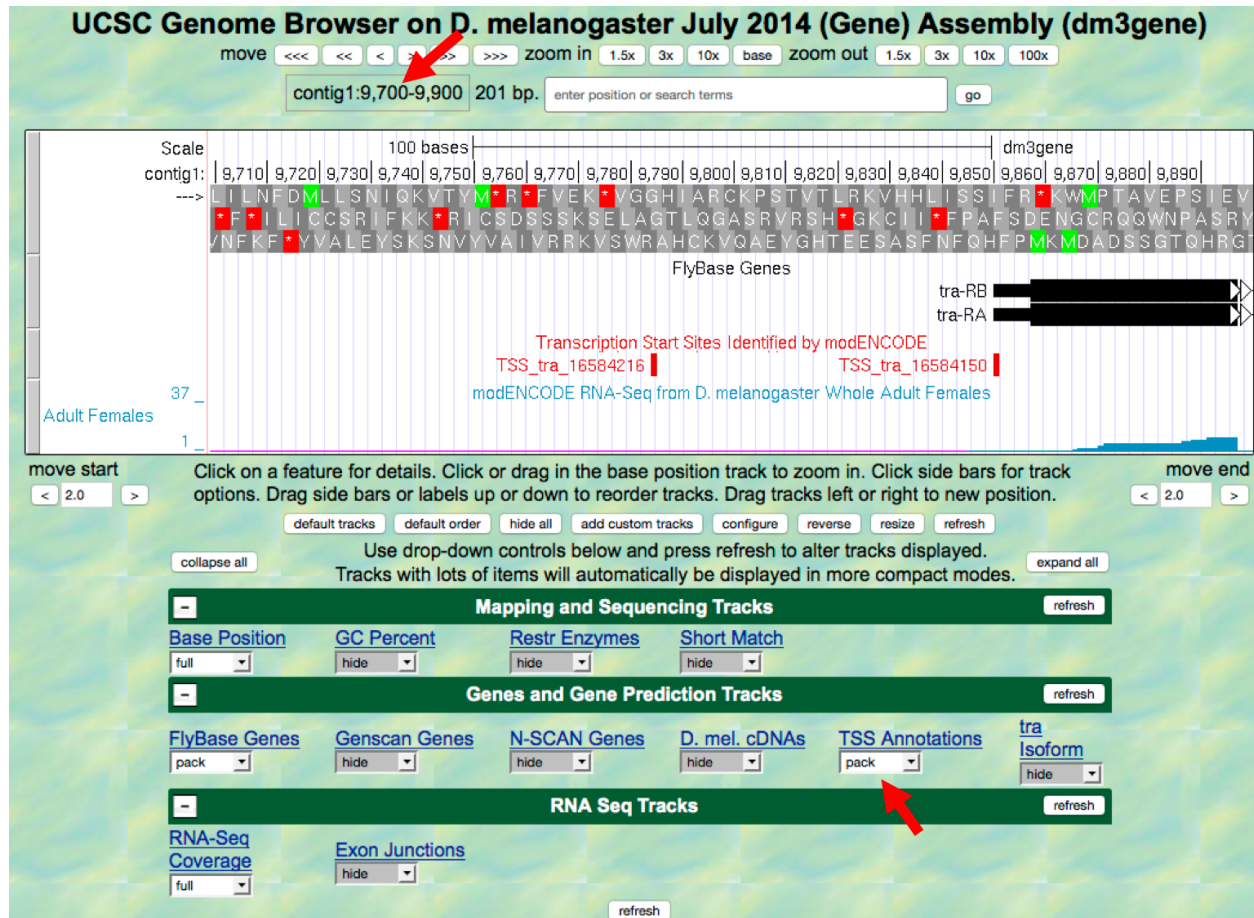 UCSC Genome Browser on D. melanogaster July 2014 (Gene) Assembly (dm3gene)
move <<< << < > >> >>> zoom in 1.5x 3x 10x base zoom out 1.5x 3x 10x 100x
contig1:9,700-9,900 201 bp. enter position or search terms go
Scale 100 bases dm3gene
contig1: 9,710 9,720 9,730 9,740 9,750 9,760 9,770 9,780 9,790 9,800 9,810 9,820 9,830 9,840 9,850 9,860 9,870 9,880 9,890
---> L I L N F D M L L S N I Q K V T Y M * R * F V E K * V G G H I A R C K P S T V T L R K V H H L I S S I F R * K W M P T A V E P S I E V
* F * I L I C C S R I F K K * R I C S D S S S K S E L A G T L Q G A S R V R S H * G K C I I * F P A F S D E N G C R Q Q W N P A S R Y
V N F K F * Y V A L E Y S K S N V Y V A I V R R K V S W R A H C K V Q A E Y G H T E E S A S F N F Q H F P M K M D A D S S G T Q H R G T
FlyBase Genes
tra-RB
tra-RA
Transcription Start Sites Identified by modENCODE
TSS_tra_16584216 TSS_tra_16584150
37 _ modENCODE RNA-Seq from D. melanogaster Whole Adult Females
Adult Females
1 _
move start Click on a feature for details. Click or drag in the base position track to zoom in. Click side bars for track move end
< 2.0 > options. Drag side bars or labels up or down to reorder tracks. Drag tracks left or right to new position. < 2.0 >
default tracks default order hide all add custom tracks configure reverse resize refresh
collapse all Use drop-down controls below and press refresh to alter tracks displayed. expand all
Tracks with lots of items will automatically be displayed in more compact modes.
- Mapping and Sequencing Tracks refresh
Base Position GC Percent Restr Enzymes Short Match
full hide hide hide
- Genes and Gene Prediction Tracks refresh
FlyBase Genes Genscan Genes N-SCAN Genes D. mel. cDNAs TSS Annotations tra Isoform
pack hide hide hide pack hide
- RNA Seq Tracks refresh
RNA-Seq Coverage Exon Junctions
full hide
refresh